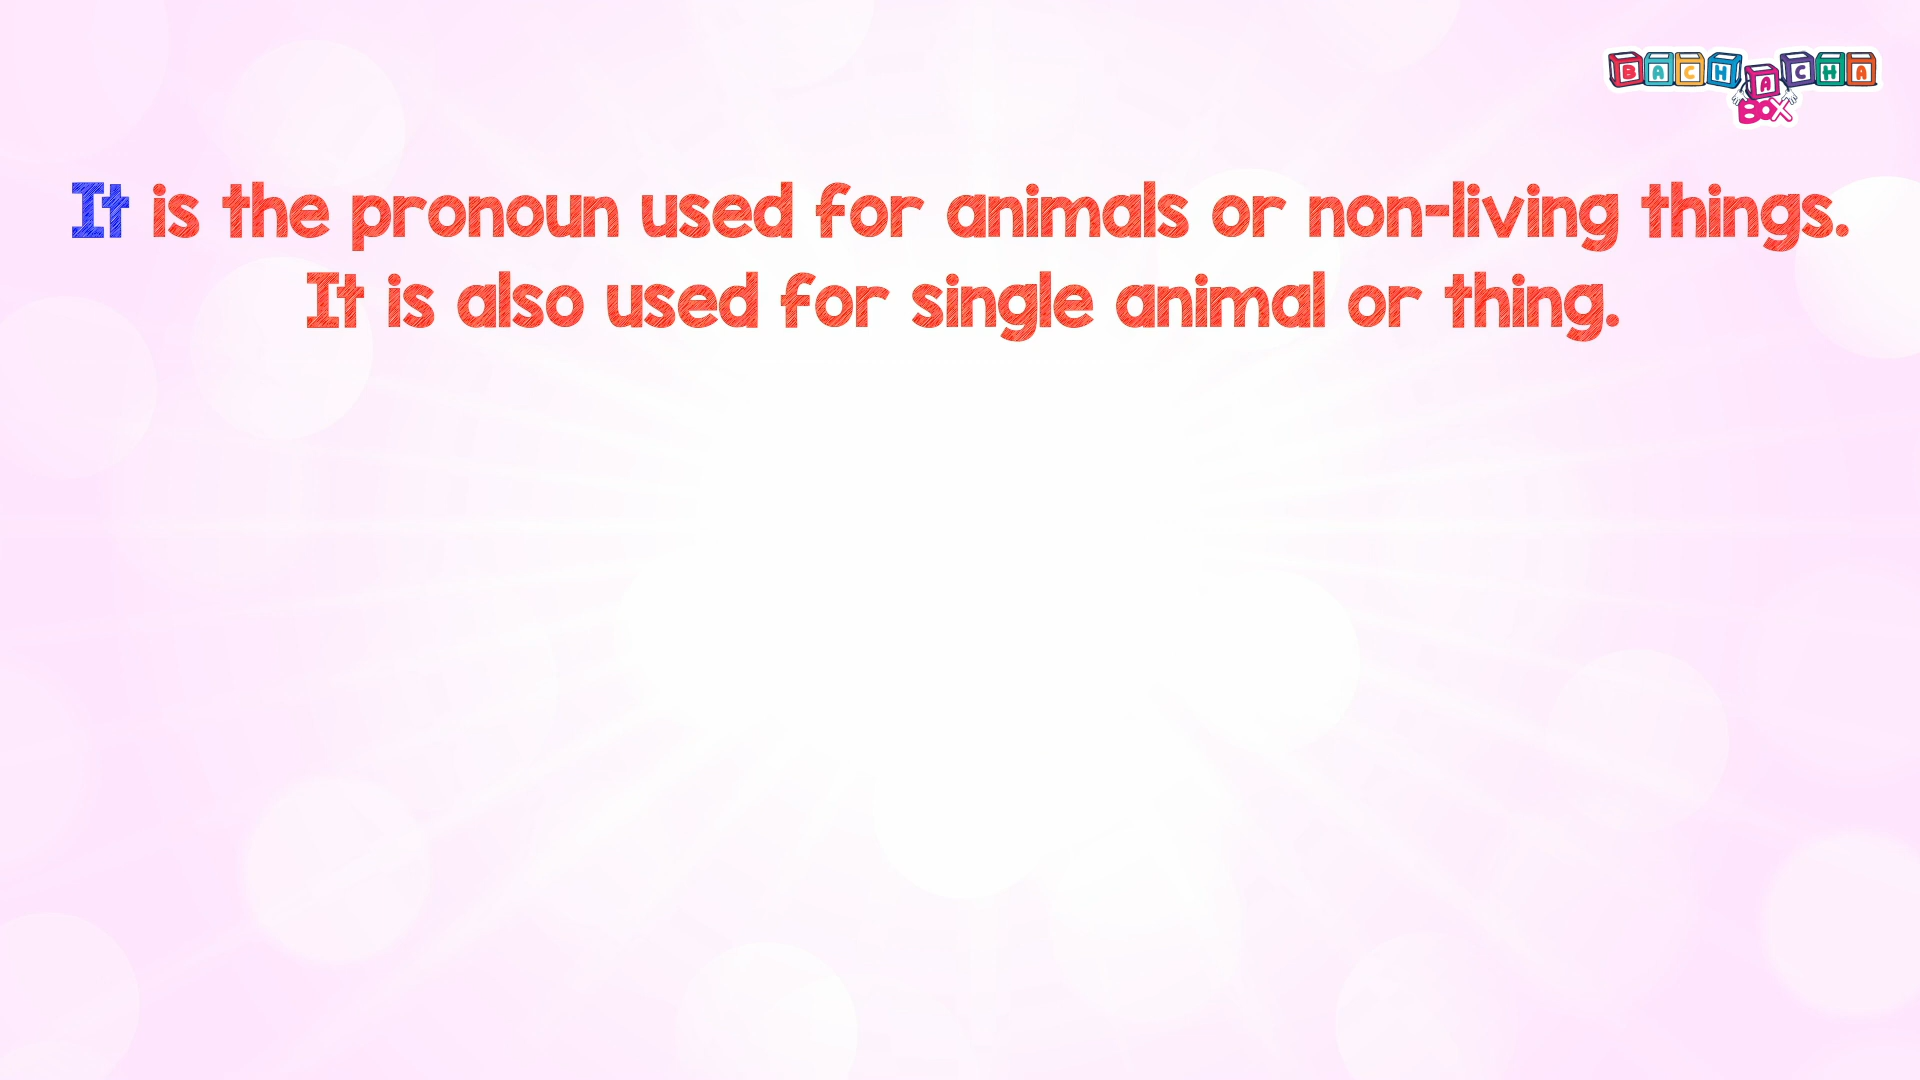 BACHACHA
BOX
It is the pronoun used for animals or non-living things.
It is also used for single animal or thing.